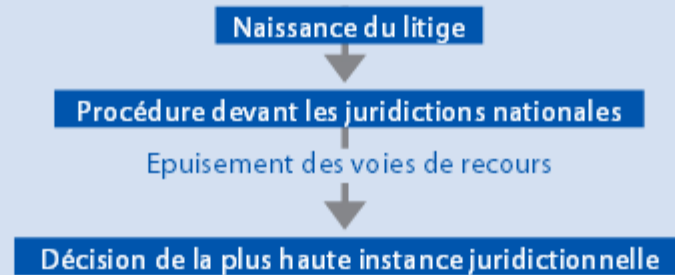 Naissance du litige
Procédure devant les juridictions nationales
Epuisement des voies de recours
Décision de la plus haute instance juridictionnelle